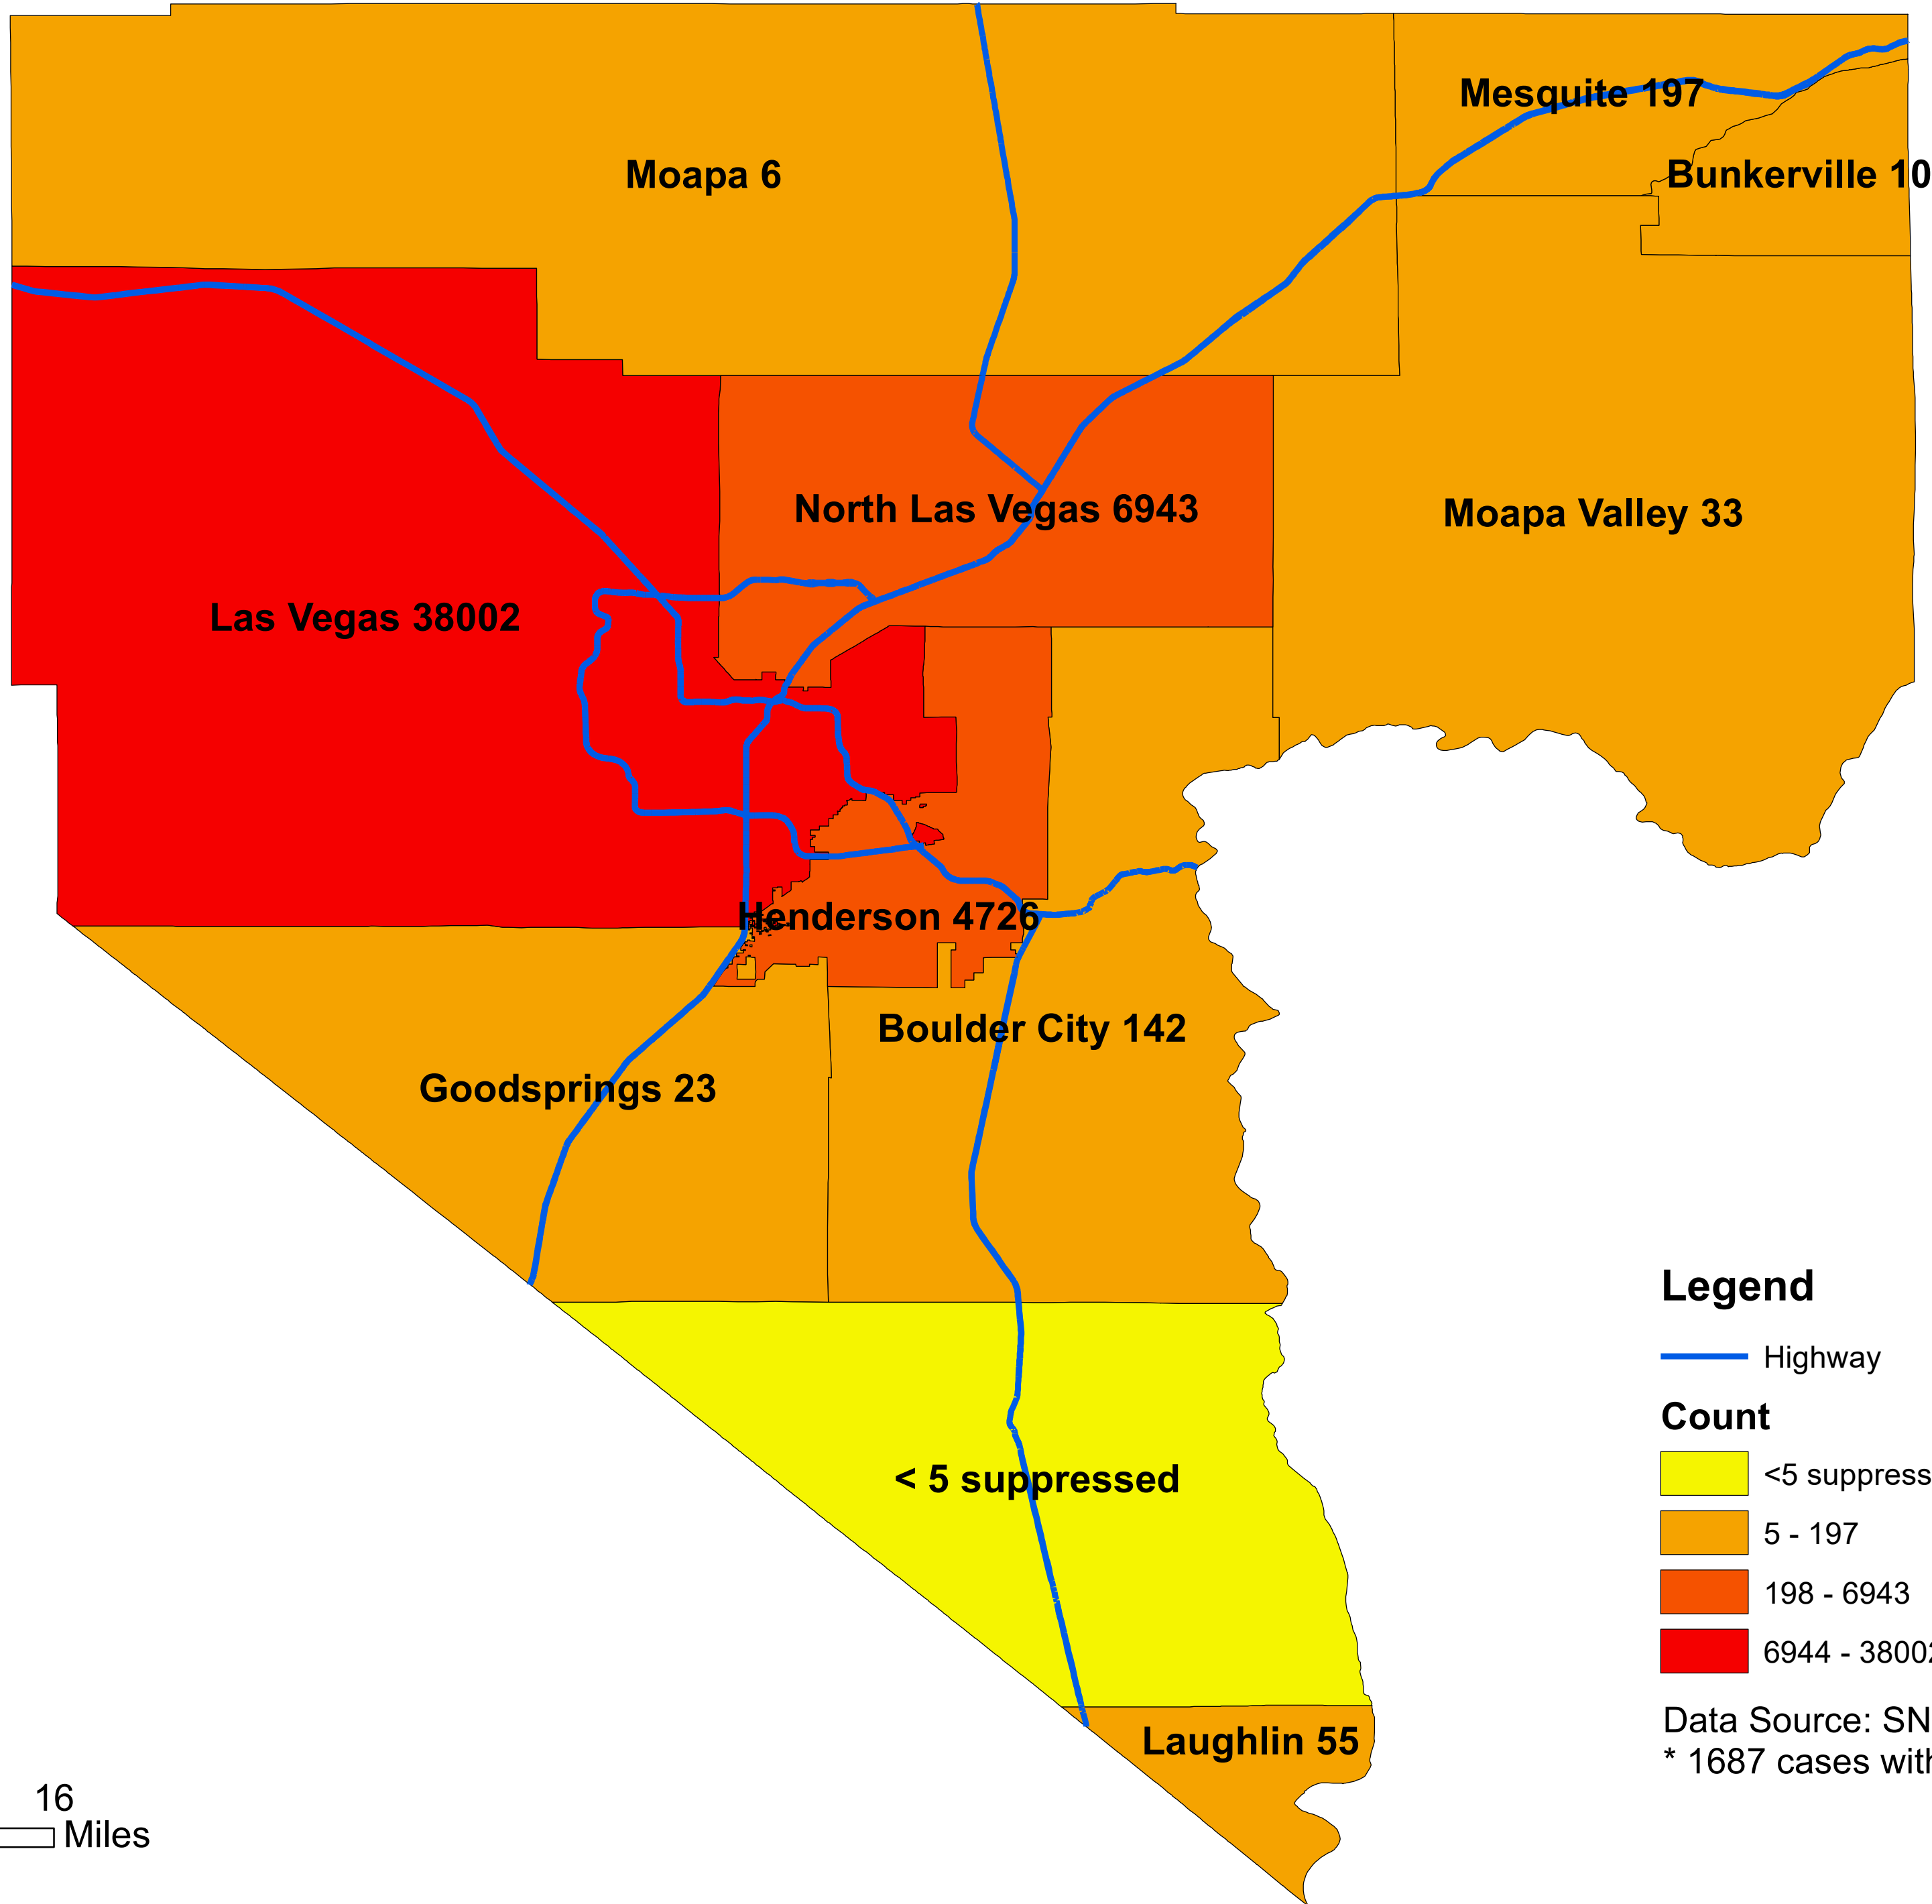 Mesquite 197
Moapa 6
Bunkerville 10
North Las Vegas 6943
Moapa Valley 33
Las Vegas 38002
Henderson 4726
Boulder City 142
Goodsprings 23
Legend
Highway
Count
< 5 suppressed
<5 suppress
5 - 197
198 - 6943
6944 - 38002
Data Source: SN
Laughlin 55
* 1687 cases with
16
Miles